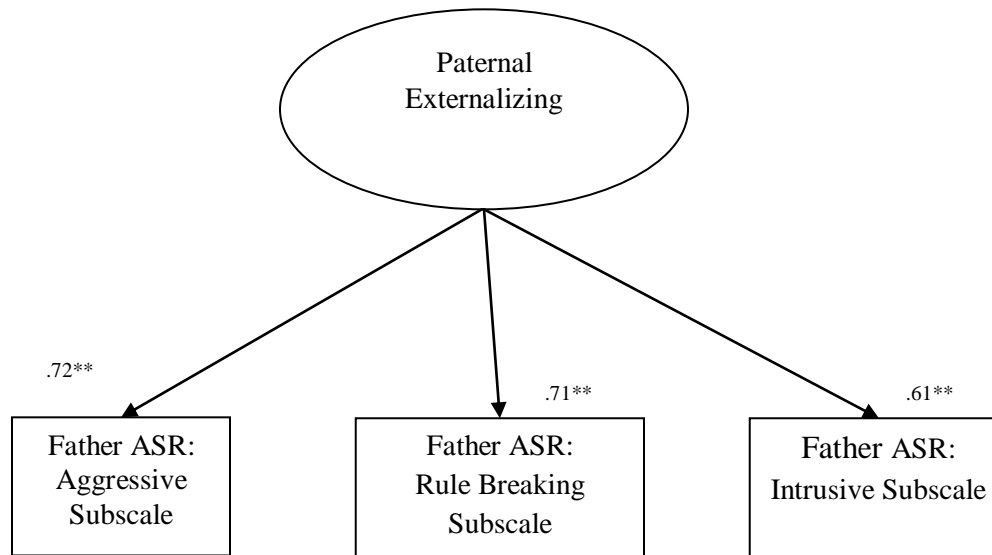 Paternal
Externalizing
.72**
.71**
.61**
Father ASR:
Aggressive
Subscale
Father ASR:
Rule Breaking
Subscale
Father ASR:
Intrusive Subscale